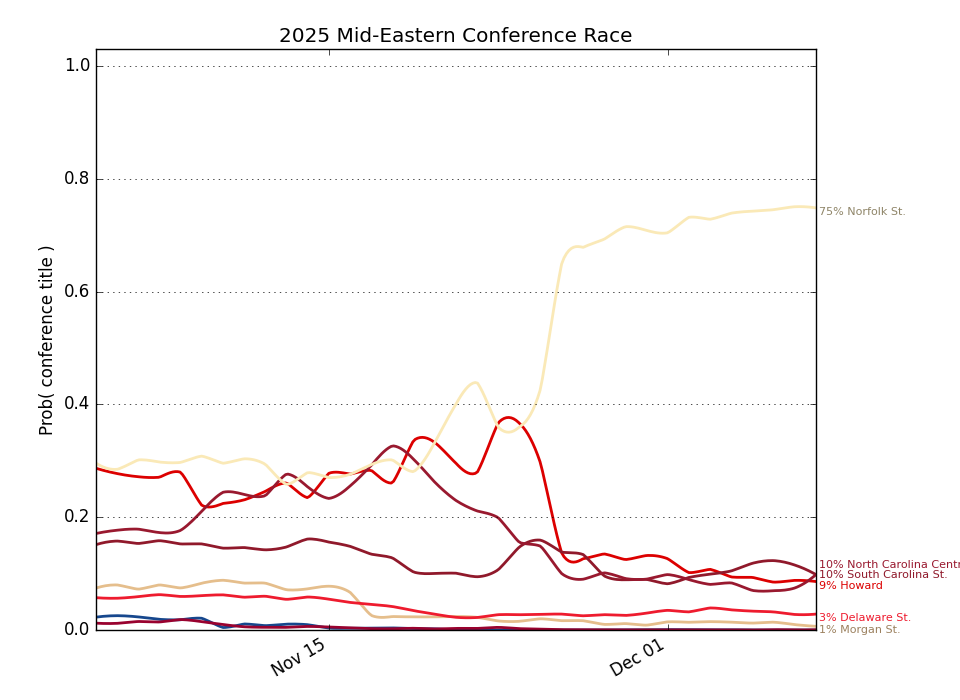 2025 Mid-Eastern Conference Race
Prob( conference title )
1.0
0.8
0.6
0.4
0.2
0.0
Nov 15
Dec 01
75% Norfolk St.
10% North Carolina Centr
10% South Carolina St.
9% Howard
3% Delaware St.
1% Morgan St.